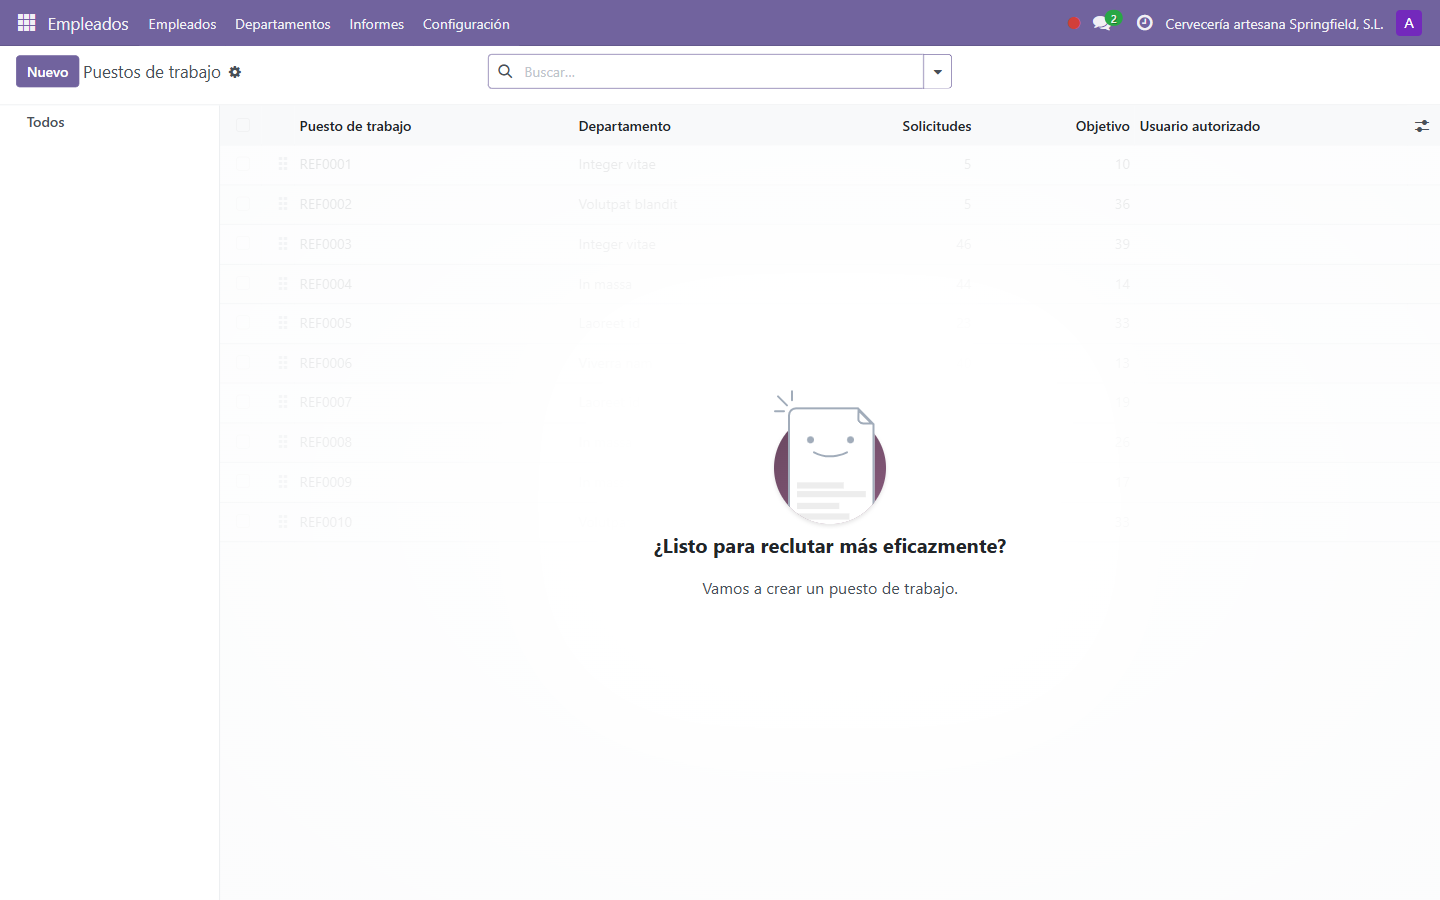 Empleados Empleados Departamentos Informes Configuración 2 Cervecería artesana Springfield, S.L. A
Nuevo Puestos de trabajo Buscar...
Todos
Puesto de trabajo Departamento Solicitudes Objetivo Usuario autorizado
REF0001 Integer vitae 5 10
REF0002 Volutpat blandit 5 36
REF0003 Integer vitae 46 39
REF0004 In massa 14
REF0005 33
REF0006 13
REF0007
REF0008
REF0009
REF0010
¿Listo para reclutar más eficazmente?
Vamos a crear un puesto de trabajo.